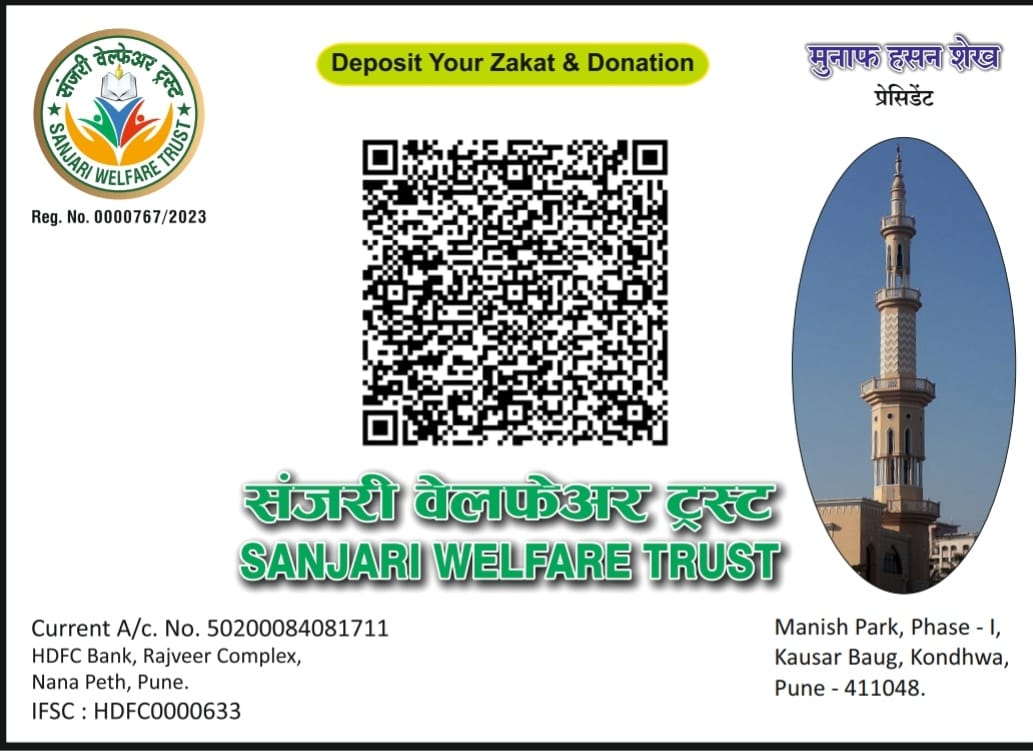 संजरी वेल्फेअर ट्रस्ट
SANJARI WELFARE TRUST
Reg. No. 0000767/2023
Deposit Your Zakat & Donation
मुनाफ हसन शेख
प्रेसिडेंट
संजरी वेलफेअर ट्रस्ट
SANJARI WELFARE TRUST
Current A/c. No. 50200084081711
HDFC Bank, Rajveer Complex,
Nana Peth, Pune.
IFSC : HDFC0000633
Manish Park, Phase - I,
Kausar Baug, Kondhwa,
Pune - 411048.